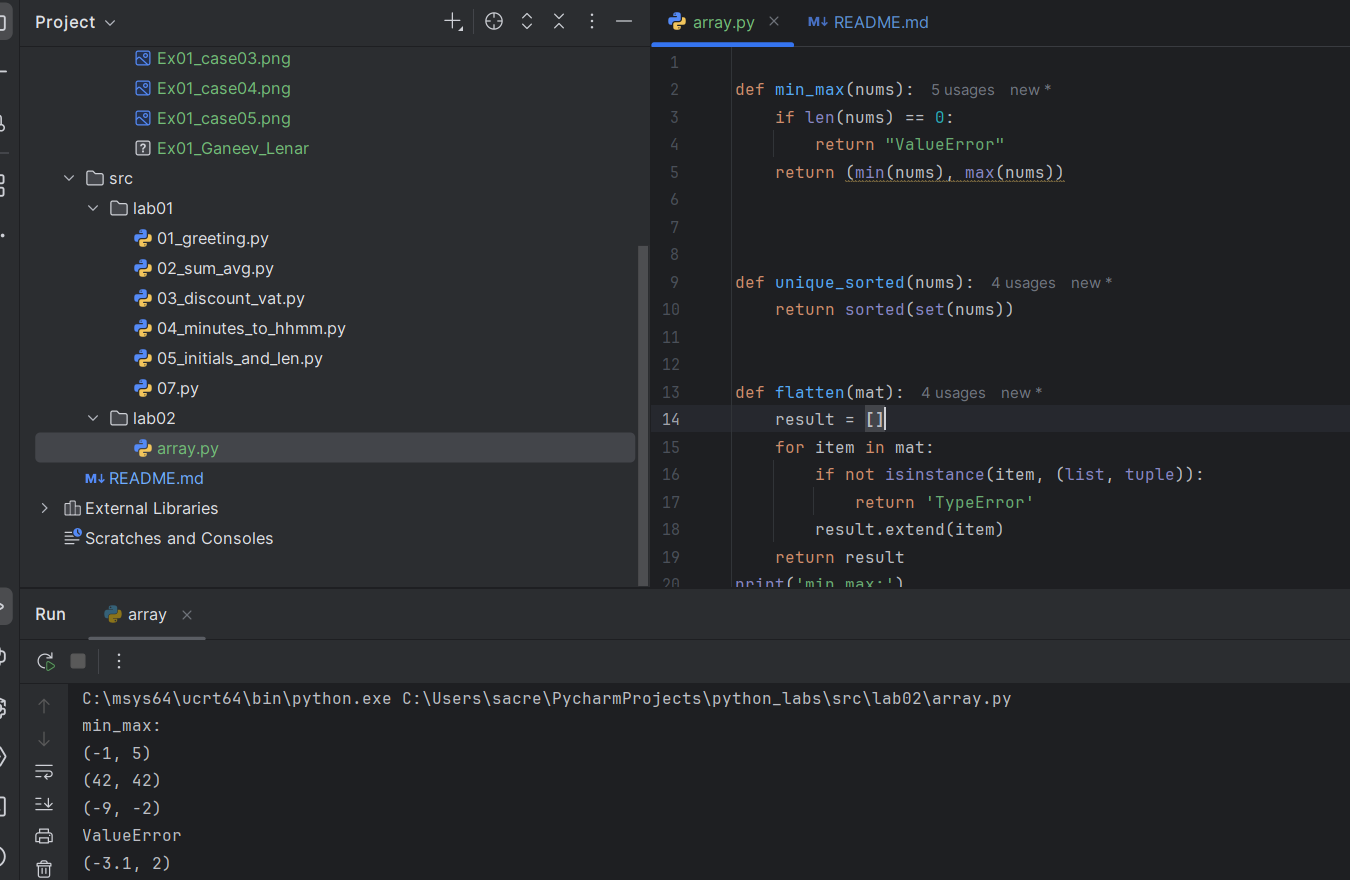 Project
Ex01_case03.png
Ex01_case04.png
Ex01_case05.png
Ex01_Ganeev_Lenar
src
lab01
01_greeting.py
02_sum_avg.py
03_discount_vat.py
04_minutes_to_hhmm.py
05_initials_and_len.py
07.py
lab02
array.py
M↓ README.md
External Libraries
Scratches and Consoles
array.py
M↓ README.md
1
2 def min_max(nums): 5 usages new *
3     if len(nums) == 0:
4         return "ValueError"
5     return (min(nums), max(nums))
6
7
8
9 def unique_sorted(nums): 4 usages new *
10     return sorted(set(nums))
11
12
13 def flatten(mat): 4 usages new *
14     result = []
15     for item in mat:
16         if not isinstance(item, (list, tuple)):
17             return 'TypeError'
18         result.extend(item)
19     return result
20 print('min_max:')
Run
array
C:\msys64\ucrt64\bin\python.exe C:\Users\sacre\PycharmProjects\python_labs\src\lab02\array.py
min_max:
(-1, 5)
(42, 42)
(-9, -2)
ValueError
(-3.1, 2)